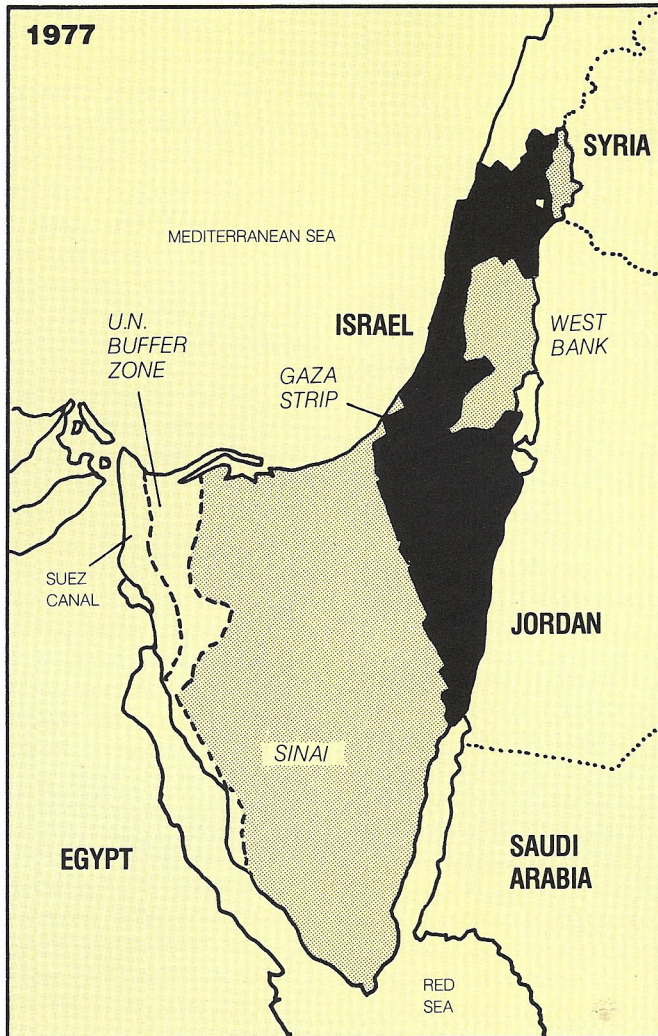 1977
SYRIA
MEDITERRANEAN SEA
U.N.
BUFFER
ZONE
ISRAEL
WEST
BANK
GAZA
STRIP
SUEZ
CANAL
JORDAN
SINAI
EGYPT
SAUDI
ARABIA
RED
SEA